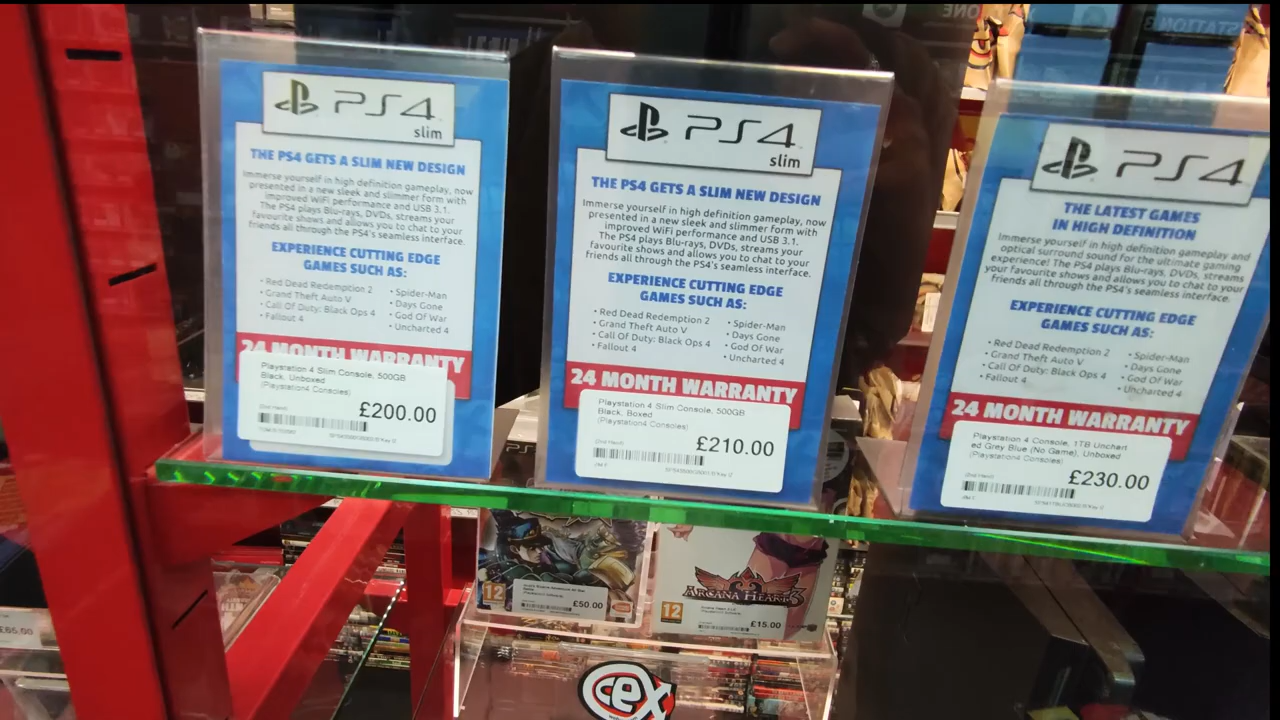 PS4
slim
THE PS4 GETS A SLIM NEW DESIGN
Immerse yourself in high definition gameplay, now
presented in a new sleek and slimmer form with
improved WiFi performance and USB 3.1.
The PS4 plays Blu-rays, DVDs, streams your
favourite shows and allows you to chat to your
friends all through the PS4's seamless interface.
EXPERIENCE CUTTING EDGE
GAMES SUCH AS:
• Red Dead Redemption 2
• Grand Theft Auto V
• Call Of Duty: Black Ops 4
• Fallout 4
• Spider-Man
• Days Gone
• God Of War
• Uncharted 4
24 MONTH WARRANTY
Playstation 4 Slim Console, 500GB
Black, Unboxed
(Playstation4 Consoles)
(2nd Hand)
£200.00
PS4
slim
THE PS4 GETS A SLIM NEW DESIGN
Immerse yourself in high definition gameplay, now
presented in a new sleek and slimmer form with
improved WiFi performance and USB 3.1.
The PS4 plays Blu-rays, DVDs, streams your
favourite shows and allows you to chat to your
friends all through the PS4's seamless interface.
EXPERIENCE CUTTING EDGE
GAMES SUCH AS:
• Red Dead Redemption 2
• Grand Theft Auto V
• Call Of Duty: Black Ops 4
• Fallout 4
• Spider-Man
• Days Gone
• God Of War
• Uncharted 4
24 MONTH WARRANTY
Playstation 4 Slim Console, 500GB
Black, Boxed
(Playstation4 Consoles)
(2nd Hand)
£210.00
PS4
THE LATEST GAMES
IN HIGH DEFINITION
Immerse yourself in high definition gameplay and
optical surround sound for the ultimate gaming
experience! The PS4 plays Blu-rays, DVDs, streams
your favourite shows and allows you to chat to your
friends all through the PS4's seamless interface.
EXPERIENCE CUTTING EDGE
GAMES SUCH AS:
• Red Dead Redemption 2
• Grand Theft Auto V
• Call Of Duty: Black Ops 4
• Fallout 4
• Spider-Man
• Days Gone
• God Of War
• Uncharted 4
24 MONTH WARRANTY
Playstation 4 Console, 1TB Unchart
ed Grey Blue (No Game), Unboxed
(Playstation4 Consoles)
(2nd Hand)
£230.00
12
£50.00
ARCANA HEART 3
12
£15.00
£65.00
cex